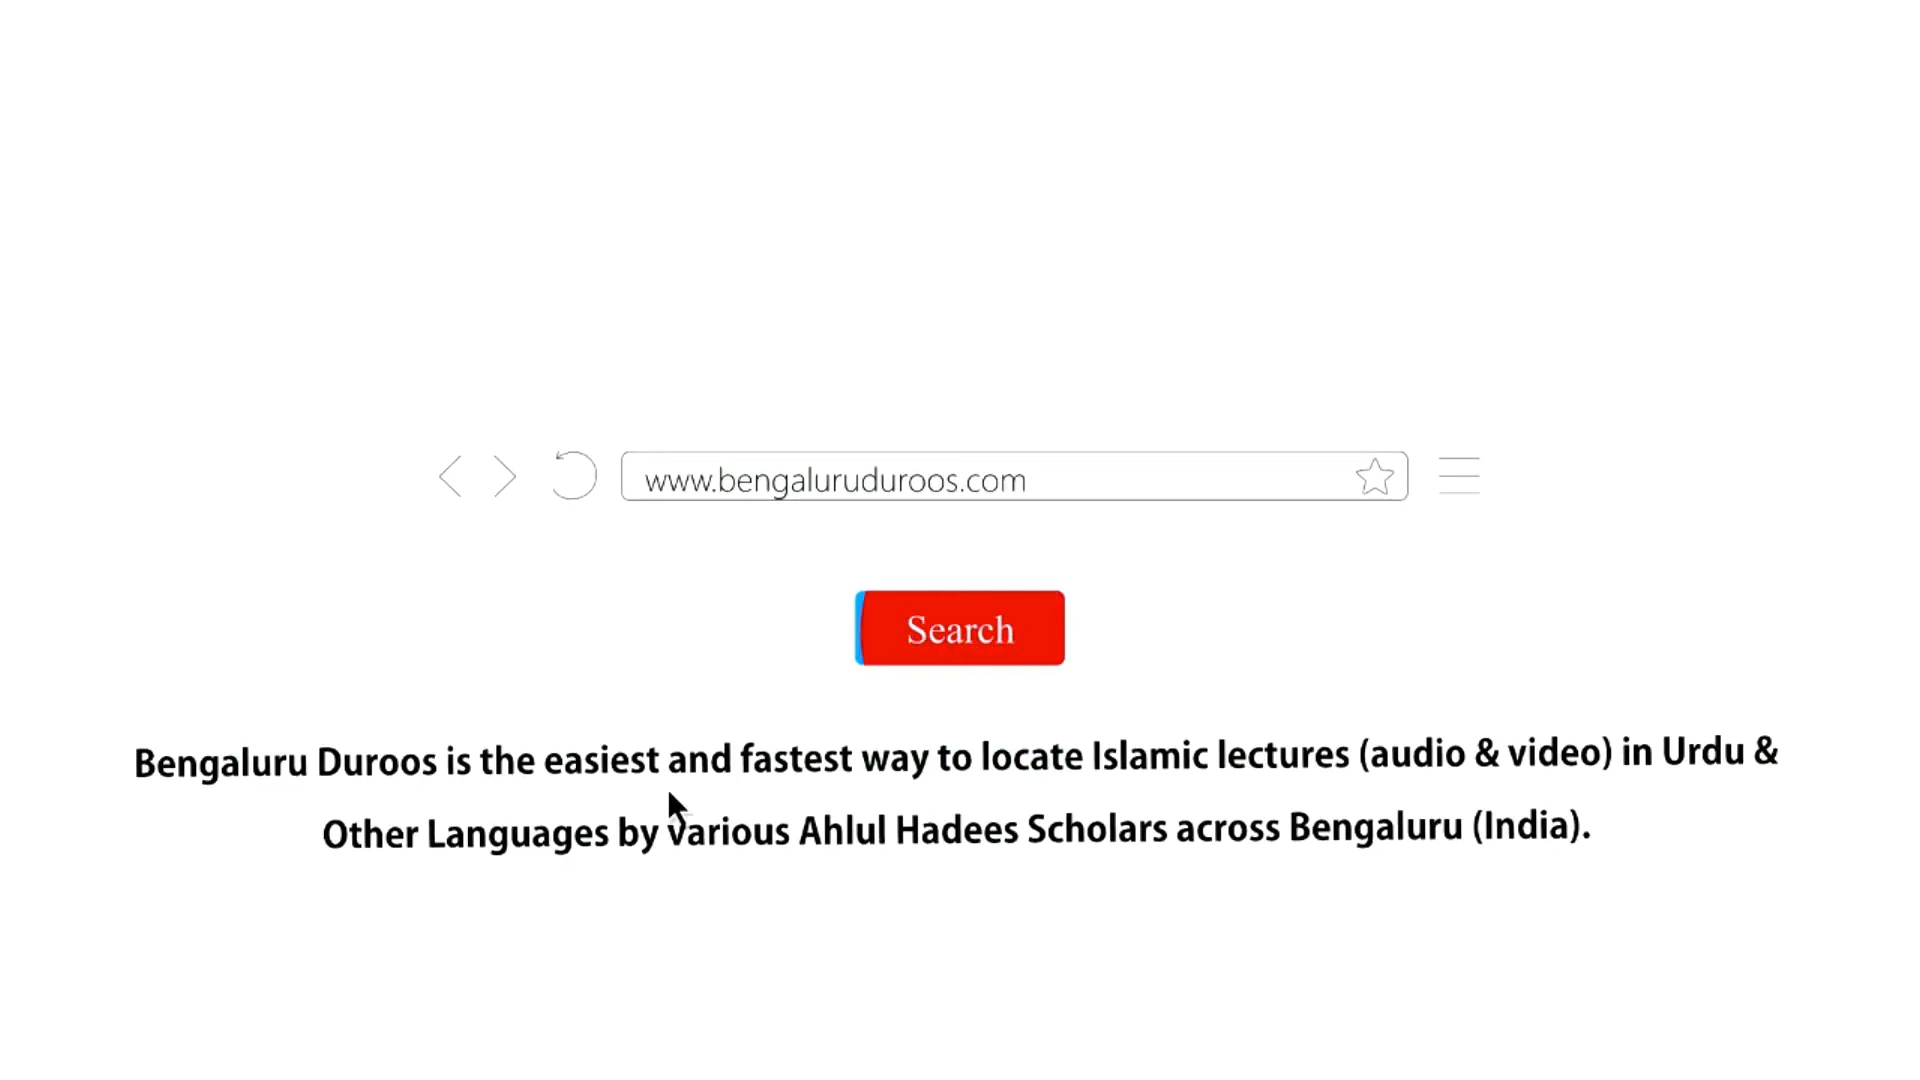 www.bengaluruduroos.com
Search
Bengaluru Duroos is the easiest and fastest way to locate Islamic lectures (audio & video) in Urdu &
Other Languages by various Ahlul Hadees Scholars across Bengaluru (India).